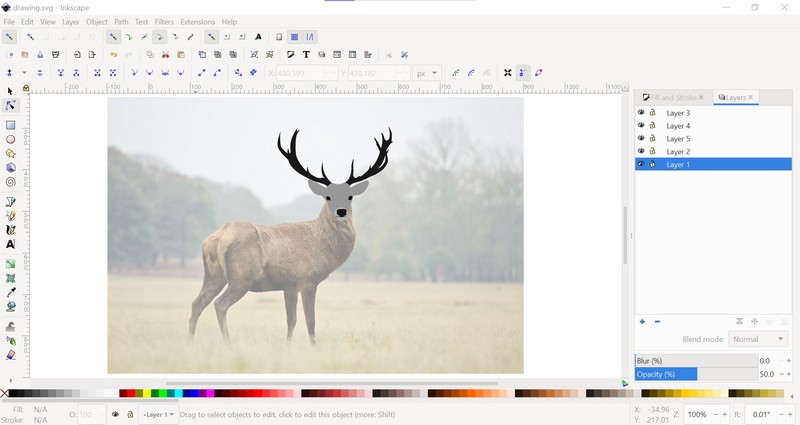 drawing.svg - Inkscape
File Edit View Layer Object Path Text Filters Extensions Help
X: 480.599 Y: 470.182 px
Fill and Stroke Layers
Layer 3
Layer 4
Layer 5
Layer 2
Layer 1
Blend mode: Normal
Blur (%) 0.0
Opacity (%) 50.0
Fill: N/A
Stroke: N/A
O: 100
•Layer 1
Drag to select objects to edit, click to edit this object (more: Shift)
X: -34.96
Y: 217.01
Z: 100%
R: 0.01°